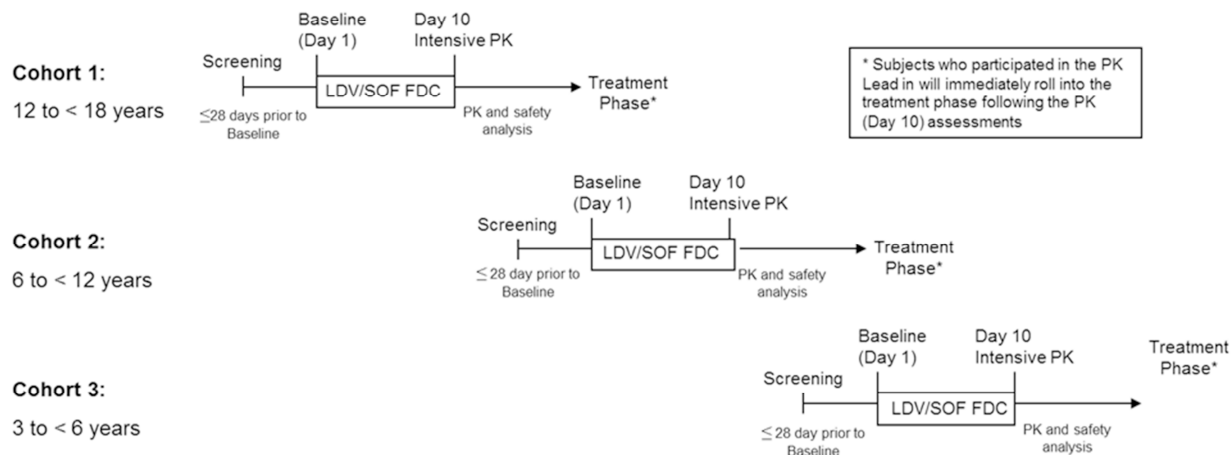 Cohort 1:
12 to < 18 years
Screening
≤28 days prior to
Baseline
Baseline
(Day 1)
LDV/SOF FDC
Day 10
Intensive PK
PK and safety
analysis
Treatment
Phase*
* Subjects who participated in the PK
Lead in will immediately roll into the
treatment phase following the PK
(Day 10) assessments
Cohort 2:
6 to < 12 years
Screening
≤ 28 day prior to
Baseline
Baseline
(Day 1)
LDV/SOF FDC
Day 10
Intensive PK
PK and safety
analysis
Treatment
Phase*
Cohort 3:
3 to < 6 years
Screening
≤ 28 day prior to
Baseline
Baseline
(Day 1)
LDV/SOF FDC
Day 10
Intensive PK
PK and safety
analysis
Treatment
Phase*